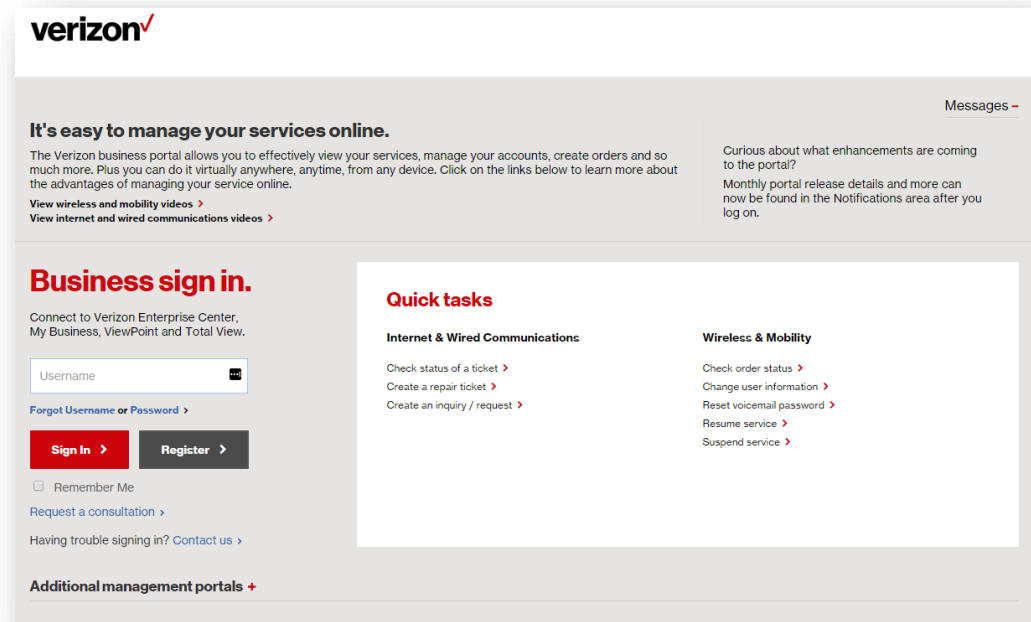 verizon
Messages –
It's easy to manage your services online.
The Verizon business portal allows you to effectively view your services, manage your accounts, create orders and so
much more. Plus you can do it virtually anywhere, anytime, from any device. Click on the links below to learn more about
the advantages of managing your service online.
View wireless and mobility videos >
View internet and wired communications videos >
Curious about what enhancements are coming
to the portal?
Monthly portal release details and more can
now be found in the Notifications area after you
log on.
Business sign in.
Connect to Verizon Enterprise Center,
My Business, ViewPoint and Total View.
Username
Forgot Username or Password >
Sign In >
Register >
Remember Me
Request a consultation >
Having trouble signing in? Contact us >
Quick tasks
Internet & Wired Communications
Check status of a ticket >
Create a repair ticket >
Create an inquiry / request >
Wireless & Mobility
Check order status >
Change user information >
Reset voicemail password >
Resume service >
Suspend service >
Additional management portals +